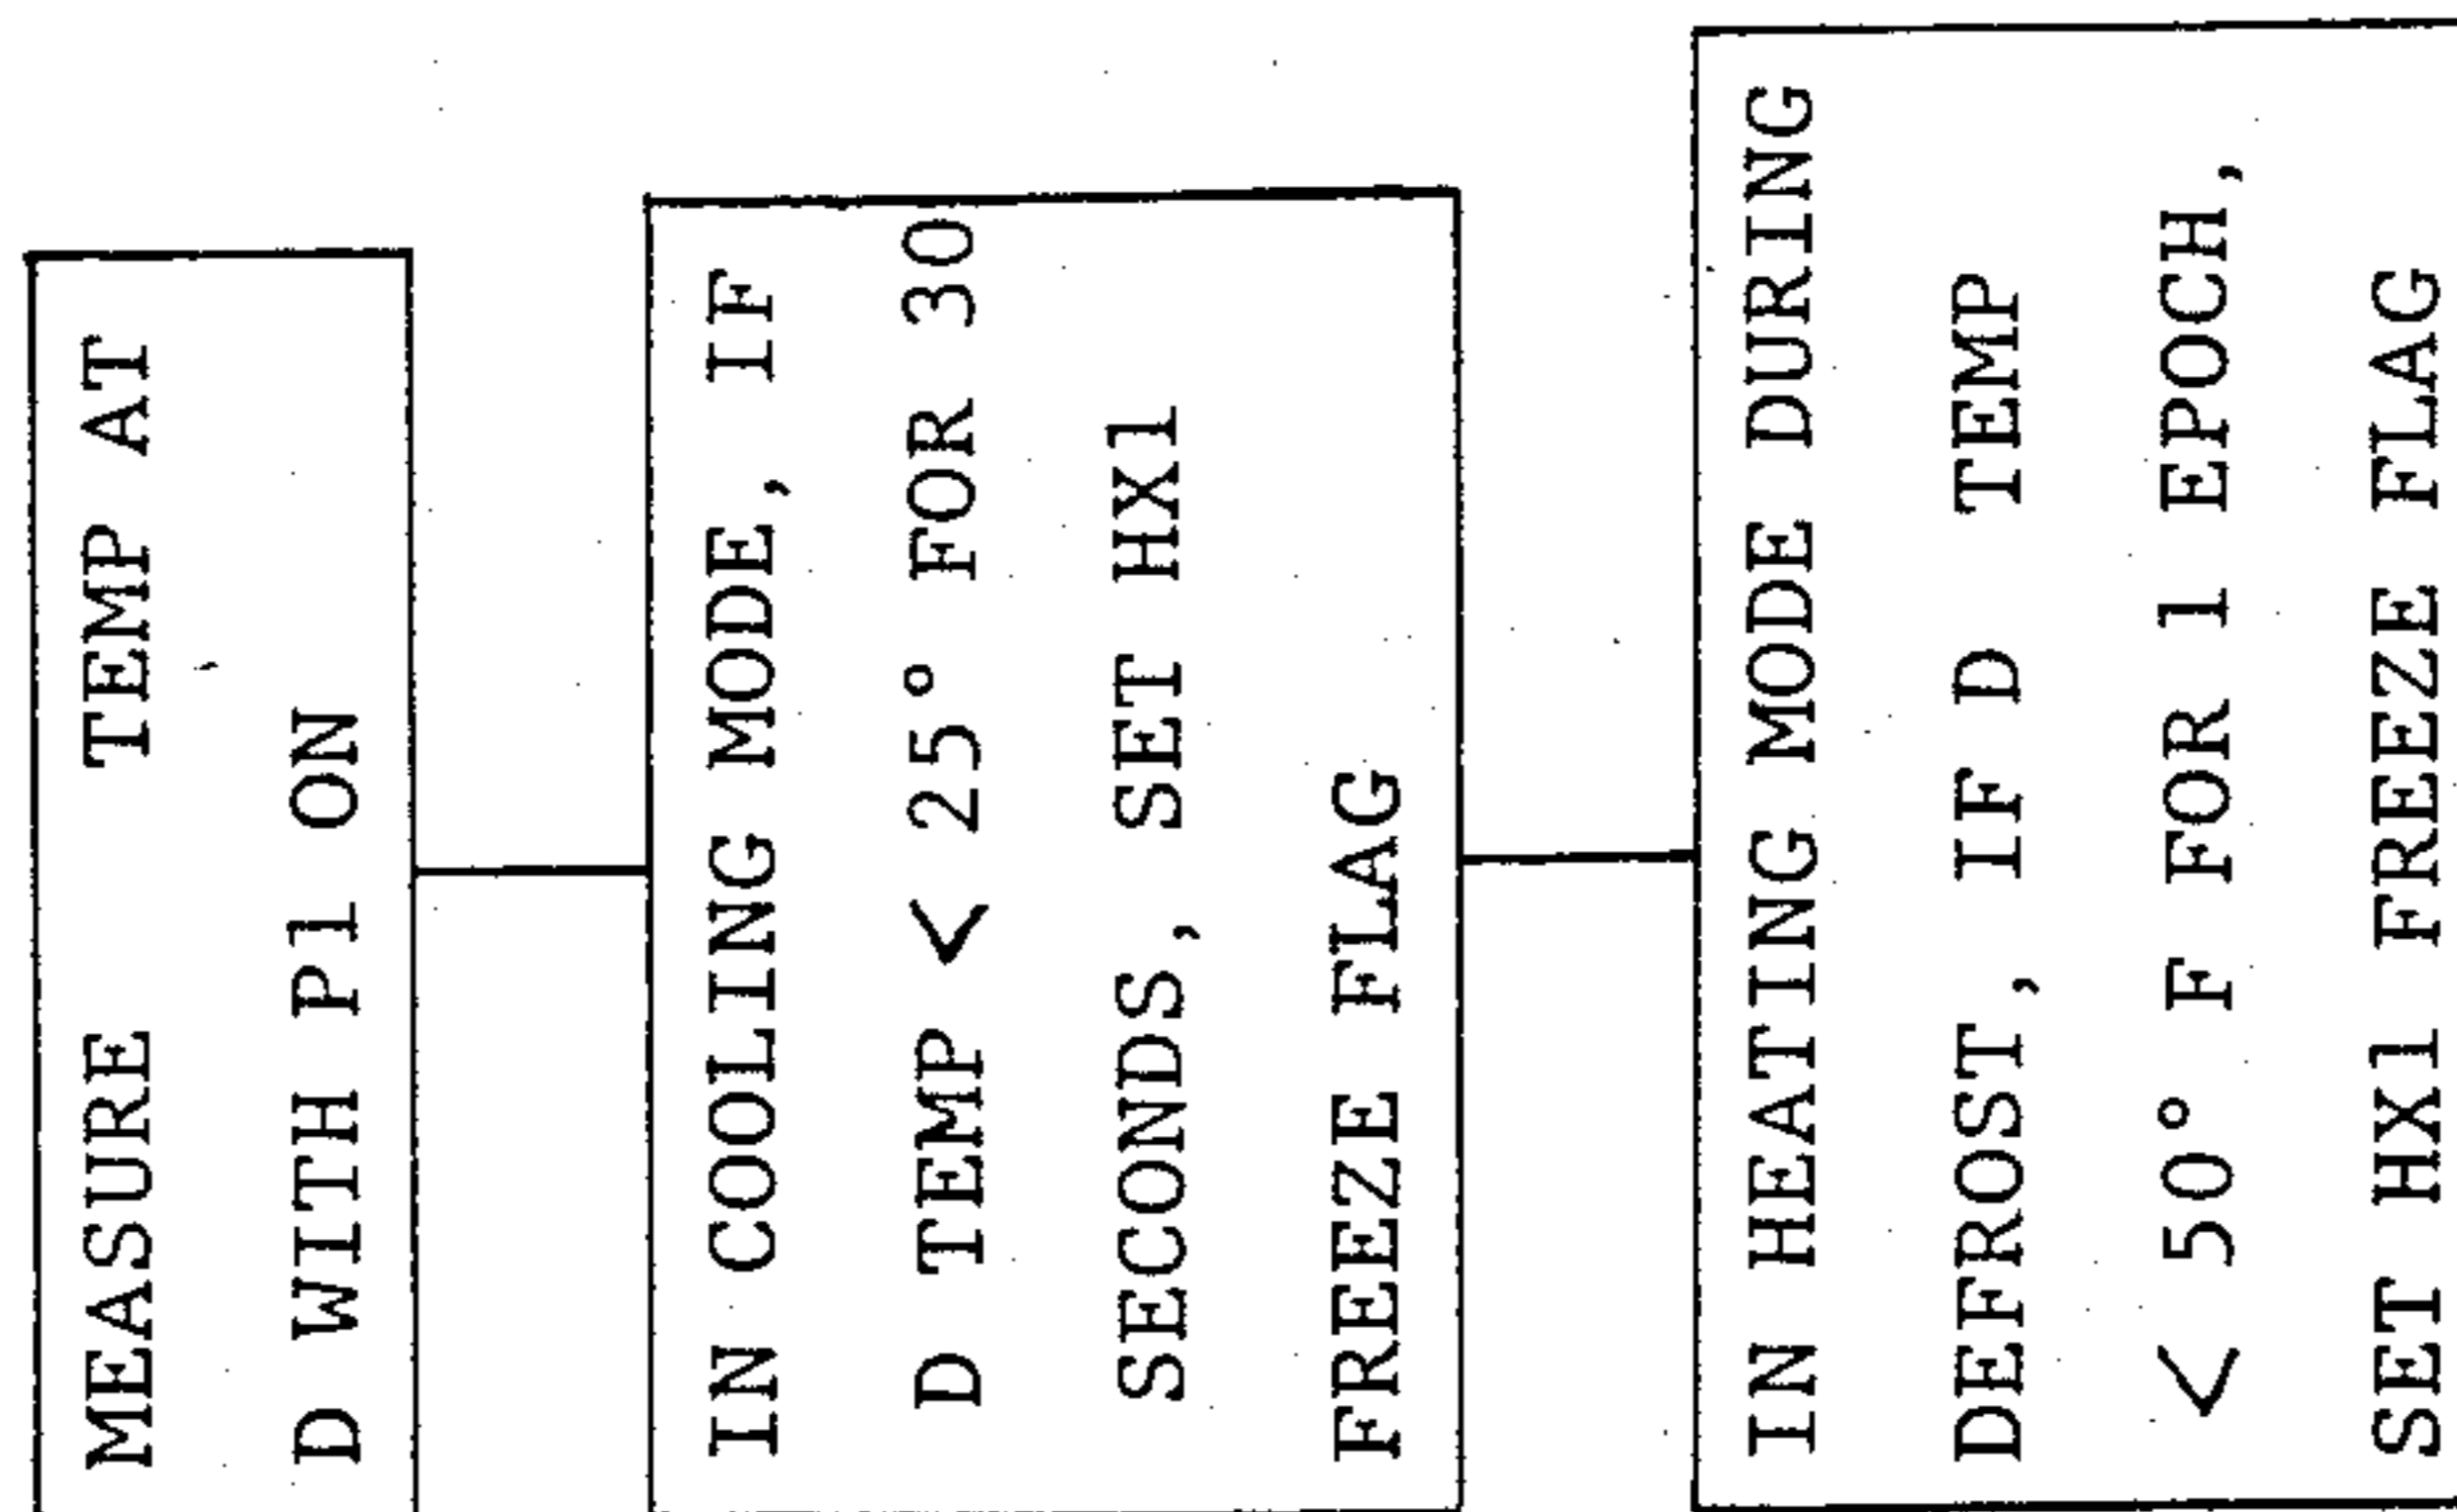 MEASURE TEMP AT
D WITH P1 ON
IN COOLING MODE, IF
D TEMP < 25° FOR 30
SECONDS, SET HX1
FREEZE FLAG
IN HEATING MODE DURING
DEFROST, IF D TEMP
< 50° F FOR 1 EPOCH,
SET HX1 FREEZE FLAG